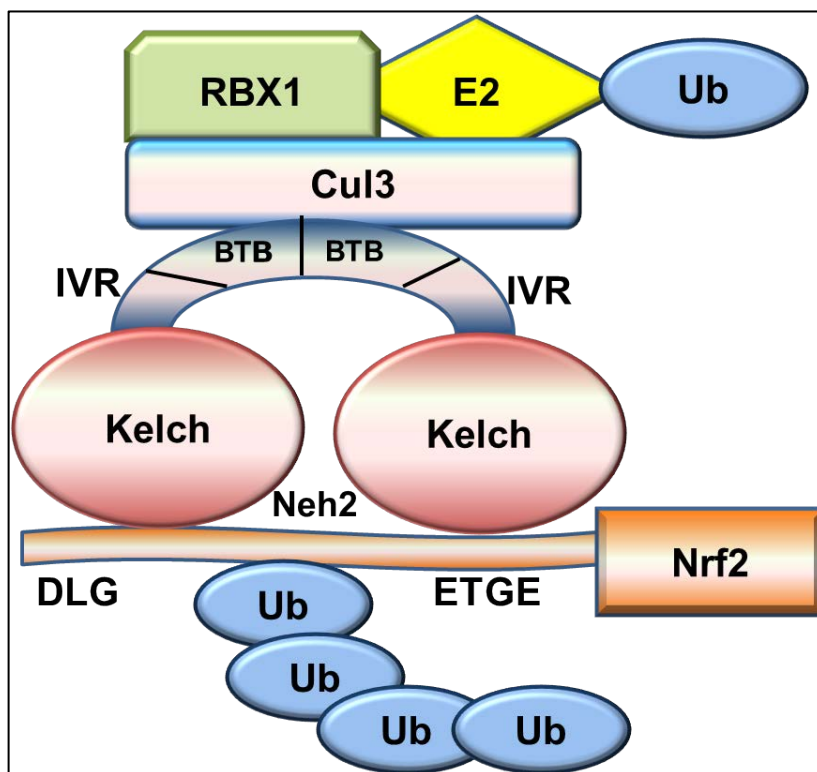 RBX1
E2
Ub
Cul3
BTB
BTB
IVR
IVR
Kelch
Kelch
Neh2
Nrf2
DLG
ETGE
Ub
Ub
Ub
Ub